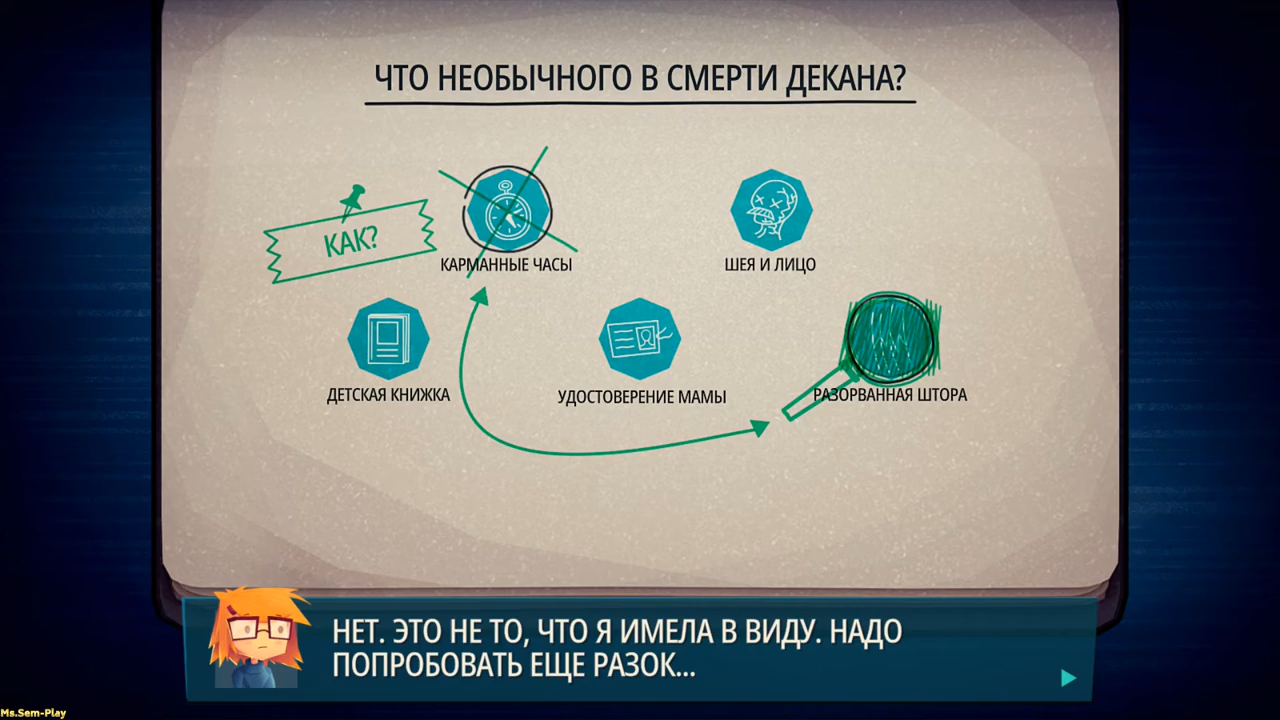 ЧТО НЕОБЫЧНОГО В СМЕРТИ ДЕКАНА?
КАК?
КАРМАННЫЕ ЧАСЫ
ШЕЯ И ЛИЦО
ДЕТСКАЯ КНИЖКА
УДОСТОВЕРЕНИЕ МАМЫ
РАЗОРВАННАЯ ШТОРА
НЕТ. ЭТО НЕ ТО, ЧТО Я ИМЕЛА В ВИДУ. НАДО
ПОПРОБОВАТЬ ЕЩЕ РАЗОК...
Ms.Sem-Play